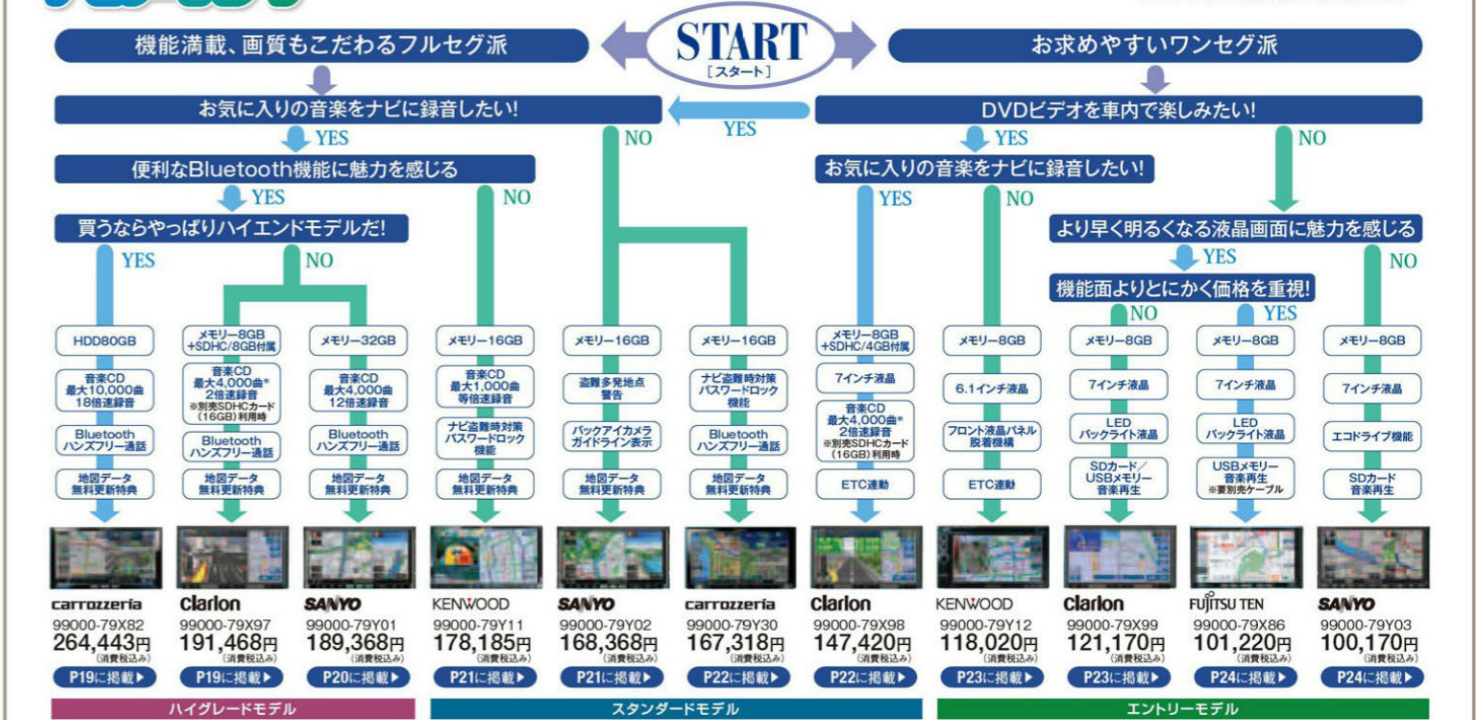 START
[スタート]
機能満載、画質もこだわるフルセグ派
お求めやすいワンセグ派
お気に入りの音楽をナビに録音したい!
YES
DVDビデオを車内で楽しみたい!
YES
NO
YES
NO
便利なBluetooth機能に魅力を感じる
お気に入りの音楽をナビに録音したい!
YES
NO
YES
NO
買うならやっぱりハイエンドモデルだ!
より早く明るくなる液晶画面に魅力を感じる
YES
NO
YES
NO
機能面よりとにかく価格を重視!
NO
YES
HDD80GB
音楽CD
最大10,000曲
18倍速録音
Bluetooth
ハンズフリー通話
地図データ
無料更新特典
carrozzeria
99000-79X82
264,443円
(消費税込み)
P19に掲載▶
メモリー8GB
+SDHC/8GB付属
音楽CD
最大4,000曲*
2倍速録音
※別売SDHCカード
(16GB)利用時
Bluetooth
ハンズフリー通話
地図データ
無料更新特典
Clarion
99000-79X97
191,468円
(消費税込み)
P19に掲載▶
メモリー32GB
音楽CD
最大4,000曲
12倍速録音
Bluetooth
ハンズフリー通話
地図データ
無料更新特典
SANYO
99000-79Y01
189,368円
(消費税込み)
P20に掲載▶
メモリー16GB
音楽CD
最大1,000曲
等倍速録音
ナビ盗難時対策
パスワードロック
機能
地図データ
無料更新特典
KENWOOD
99000-79Y11
178,185円
(消費税込み)
P21に掲載▶
メモリー16GB
盗難多発地点
警告
バックアイカメラ
ガイドライン表示
地図データ
無料更新特典
SANYO
99000-79Y02
168,368円
(消費税込み)
P21に掲載▶
メモリー16GB
ナビ盗難時対策
パスワードロック
機能
Bluetooth
ハンズフリー通話
地図データ
無料更新特典
carrozzeria
99000-79Y30
167,318円
(消費税込み)
P22に掲載▶
メモリー8GB
+SDHC/4GB付属
7インチ液晶
音楽CD
最大4,000曲*
2倍速録音
※別売SDHCカード
(16GB)利用時
ETC連動
Clarion
99000-79X98
147,420円
(消費税込み)
P22に掲載▶
メモリー8GB
6.1インチ液晶
フロント液晶パネル
脱着機構
ETC連動
KENWOOD
99000-79Y12
118,020円
(消費税込み)
P23に掲載▶
メモリー8GB
7インチ液晶
LED
バックライト液晶
SDカード/
USBメモリー
音楽再生
Clarion
99000-79X99
121,170円
(消費税込み)
P23に掲載▶
メモリー8GB
7インチ液晶
LED
バックライト液晶
USBメモリー
音楽再生
※要別売ケーブル
FUJITSU TEN
99000-79X86
101,220円
(消費税込み)
P24に掲載▶
メモリー8GB
7インチ液晶
エコドライブ機能
SDカード
音楽再生
SANYO
99000-79Y03
100,170円
(消費税込み)
P24に掲載▶
ハイグレードモデル
スタンダードモデル
エントリーモデル